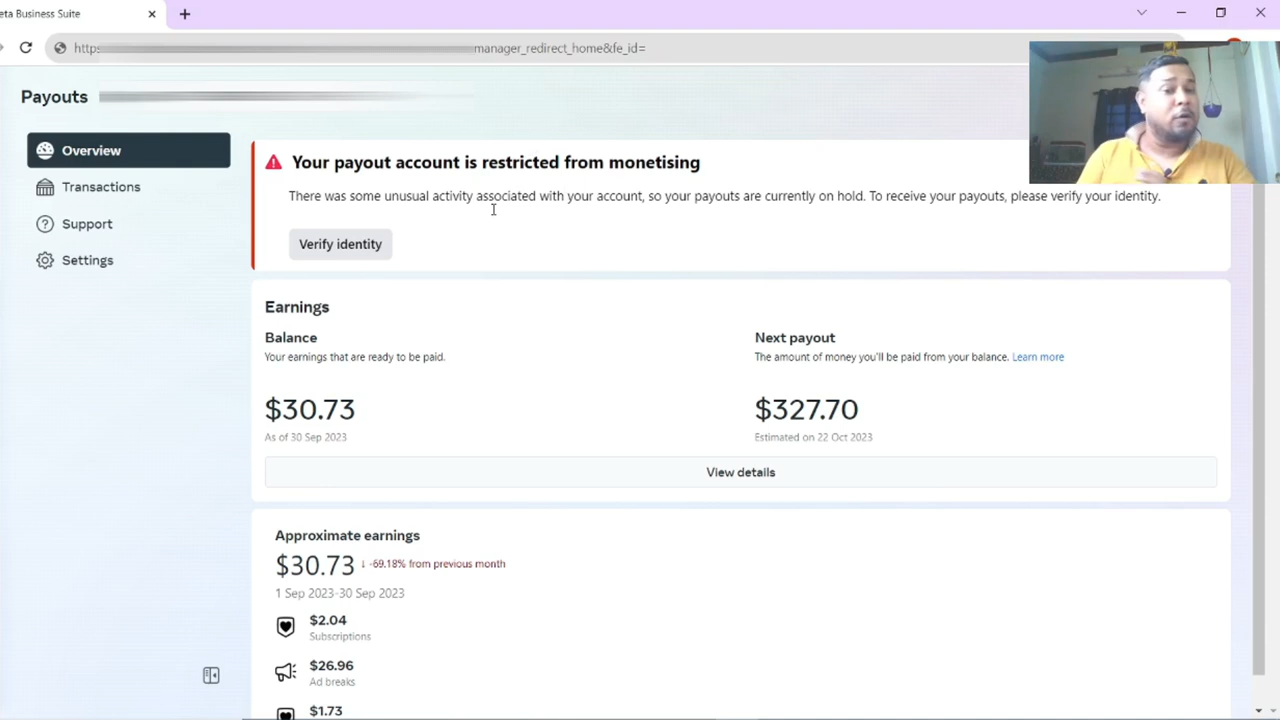 eta Business Suite
https
manager_redirect_home&fe_id=
Payouts
Overview
Transactions
Support
Settings
Your payout account is restricted from monetising
There was some unusual activity associated with your account, so your payouts are currently on hold. To receive your payouts, please verify your identity.
Verify identity
Earnings
Balance
Your earnings that are ready to be paid.
$30.73
As of 30 Sep 2023
Next payout
The amount of money you'll be paid from your balance. Learn more
$327.70
Estimated on 22 Oct 2023
View details
Approximate earnings
$30.73 ↓ -69.18% from previous month
1 Sep 2023-30 Sep 2023
$2.04
Subscriptions
$26.96
Ad breaks
$1.73